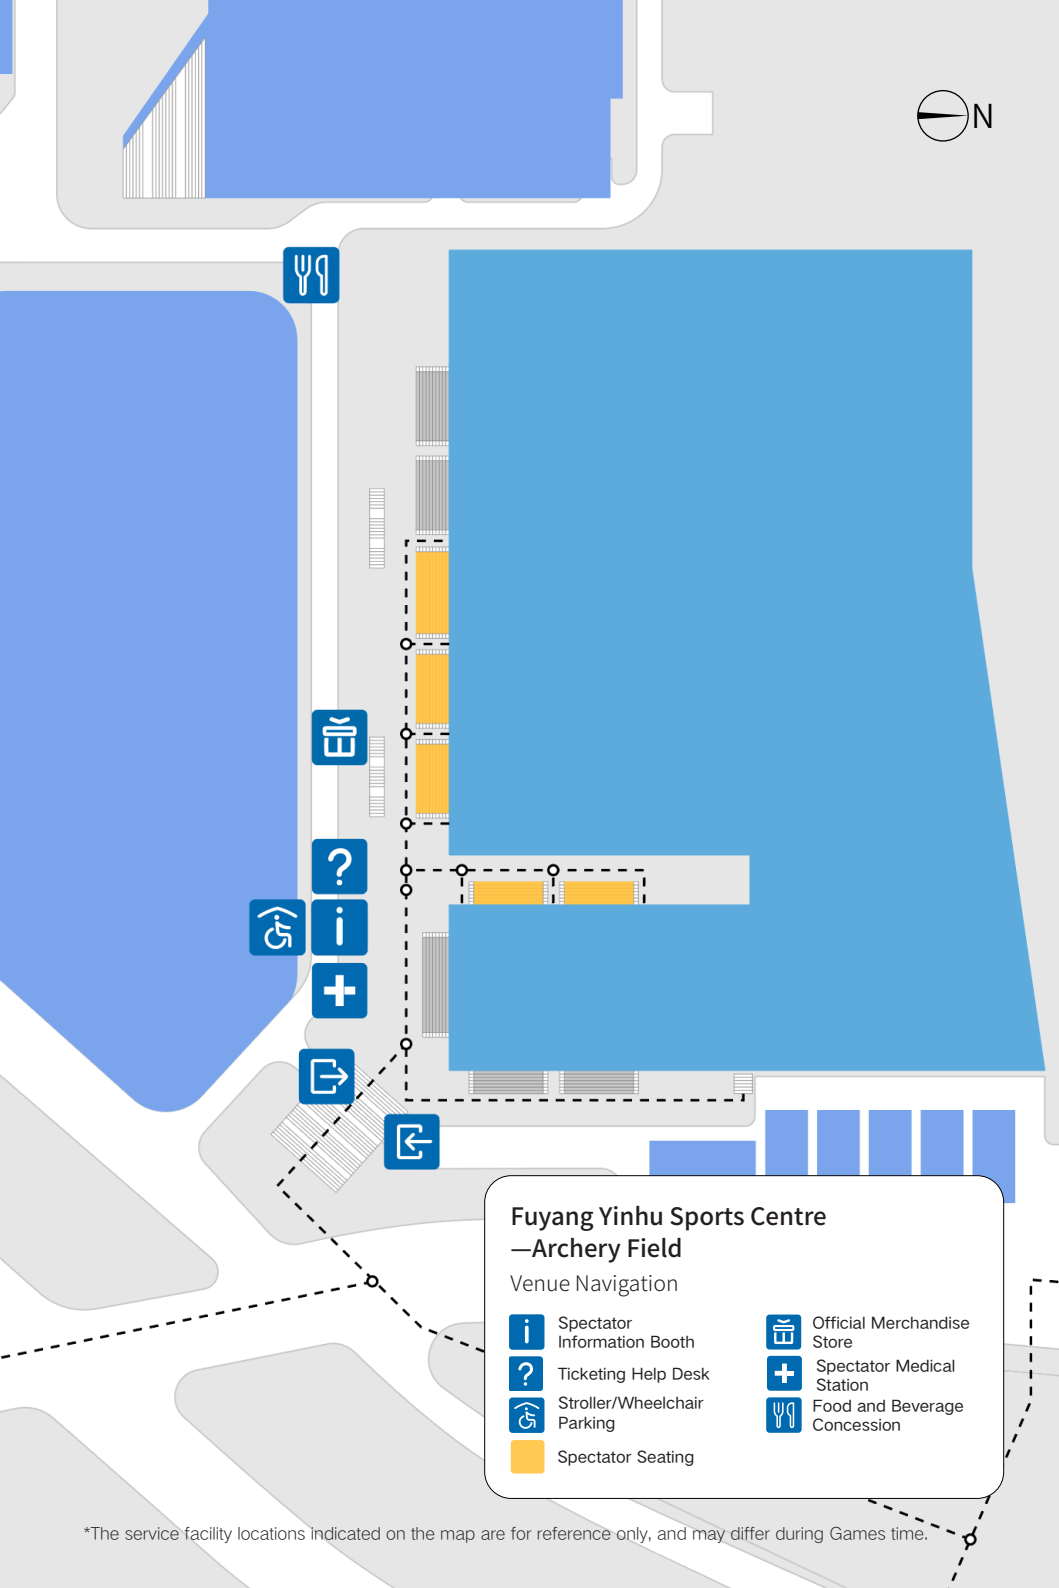 N
Fuyang Yinhu Sports Centre
—Archery Field
Venue Navigation
Spectator
Information Booth
Ticketing Help Desk
Stroller/Wheelchair
Parking
Spectator Seating
Official Merchandise
Store
Spectator Medical
Station
Food and Beverage
Concession
*The service facility locations indicated on the map are for reference only, and may differ during Games time.